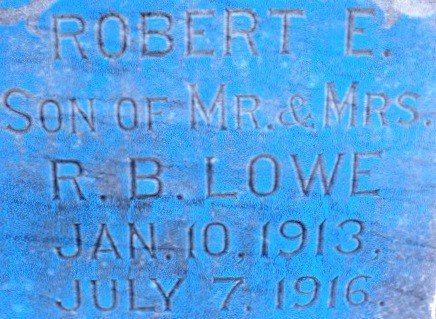 ROBERT E.
SON OF MR. & MRS.
R. B. LOWE
JAN. 10, 1913,
JULY 7, 1916.